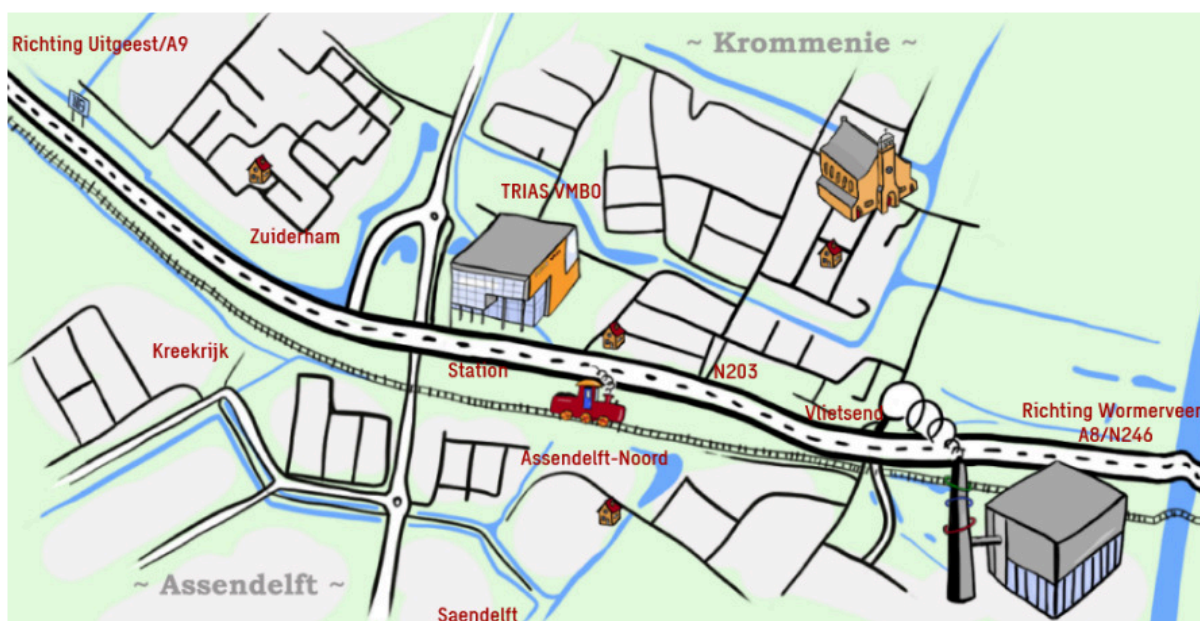 Richting Uitgeest/A9
~ Krommenie ~
TRIAS VMBO
Zuiderham
Kreekrijk
Station
N203
Vlietsend
Richting Wormerveer
A8/N246
Assendelft-Noord
~ Assendelft ~
Saendelft